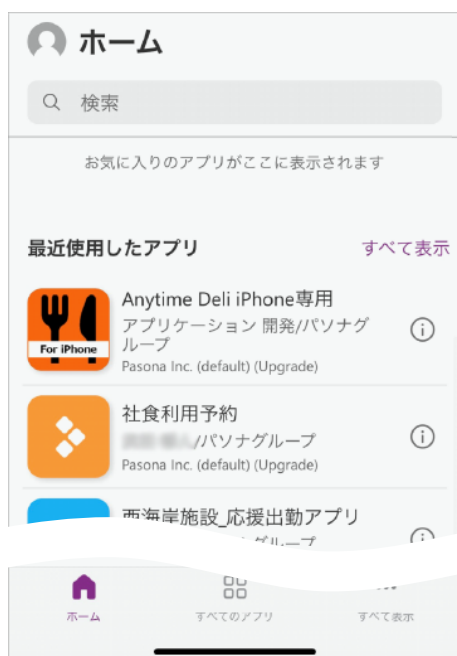 ホーム
検索
お気に入りのアプリがここに表示されます
最近使用したアプリ
すべて表示
Anytime Deli iPhone専用
アプリケーション 開発/パソナグ
ループ
For iPhone
Pasona Inc. (default) (Upgrade)
社食利用予約
/パソナグループ
Pasona Inc. (default) (Upgrade)
西海岸施設_応援出勤アプリ
グループ
ホーム
すべてのアプリ
すべて表示